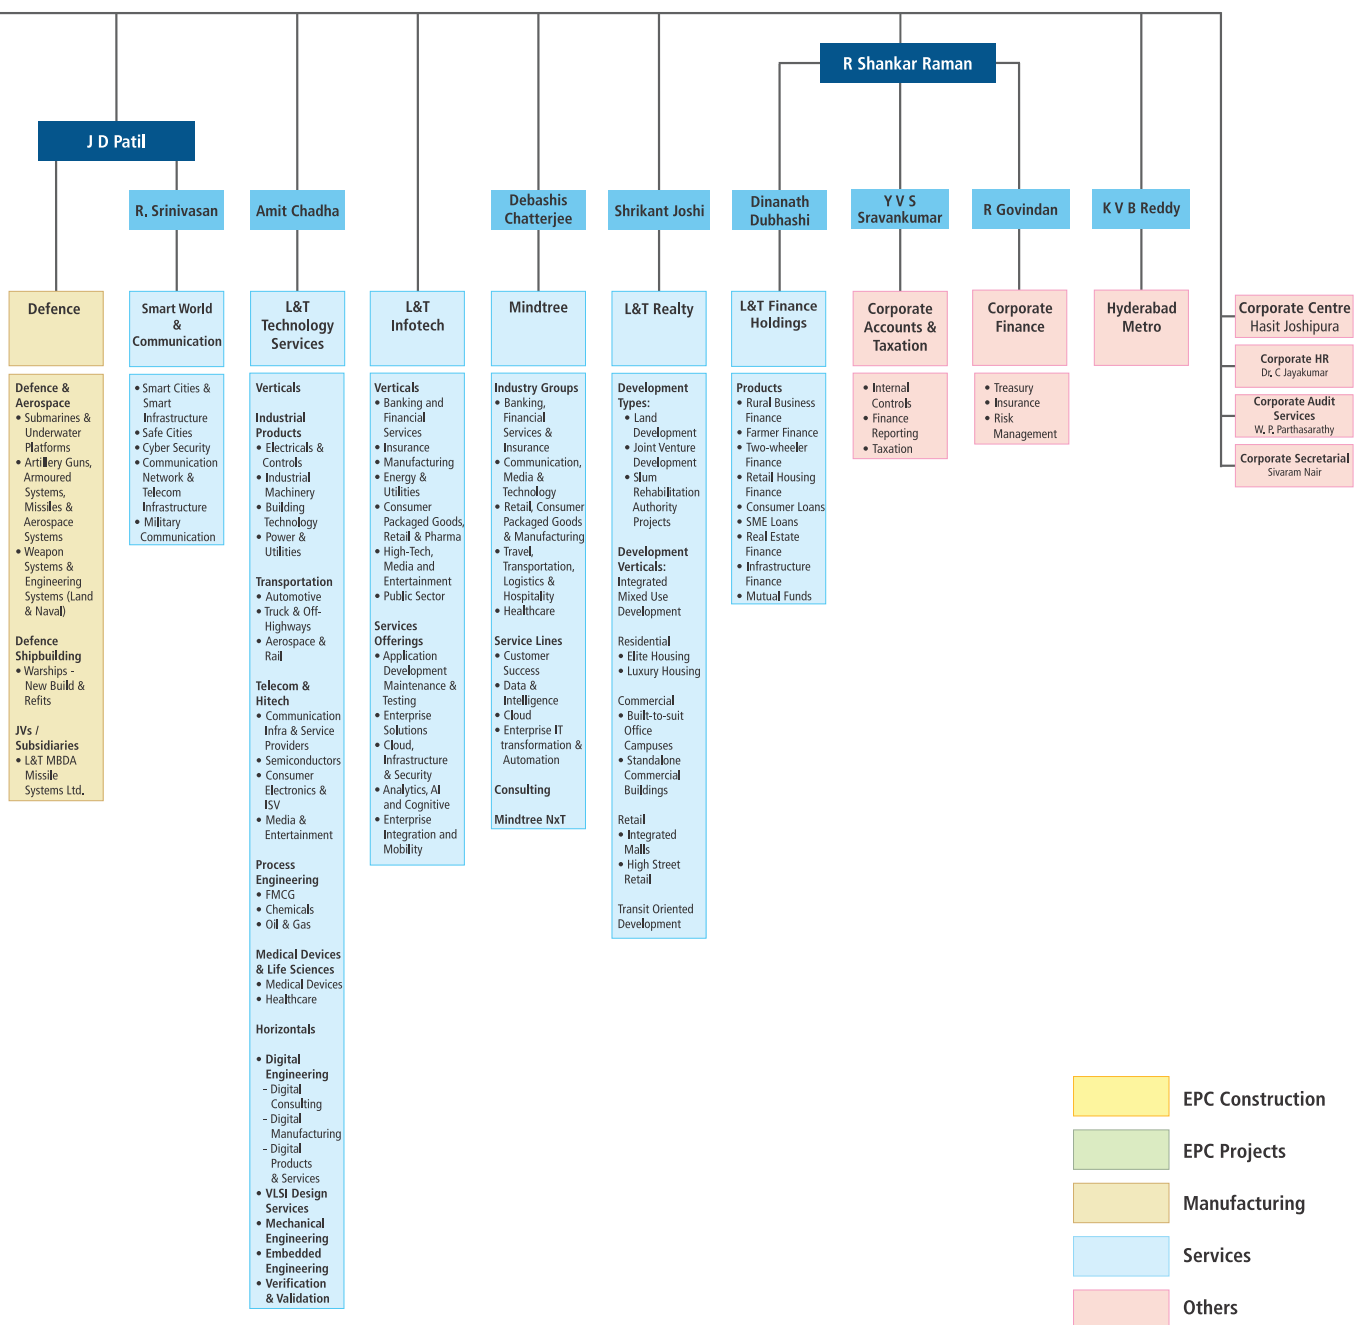 R Shankar Raman
J D Patil
R. Srinivasan
Amit Chadha
Debashis
Chatterjee
Shrikant Joshi
Dinanath
Dubhashi
Y V S
Sravankumar
R Govindan
K V B Reddy
Defence
Defence &
Aerospace
• Submarines &
Underwater
Platforms
• Artillery Guns,
Armoured
Systems,
Missiles &
Aerospace
Systems
• Weapon
Systems &
Engineering
Systems (Land
& Naval)
Defence
Shipbuilding
• Warships -
New Build &
Refits
JVs /
Subsidiaries
• L&T MBDA
Missile
Systems Ltd.
Smart World
&
Communication
• Smart Cities &
Smart
Infrastructure
• Safe Cities
• Cyber Security
• Communication
Network &
Telecom
Infrastructure
• Military
Communication
L&T
Technology
Services
Verticals
Industrial
Products
• Electricals &
Controls
• Industrial
Machinery
• Building
Technology
• Power &
Utilities
Transportation
• Automotive
• Truck & Off-
Highways
• Aerospace &
Rail
Telecom &
Hitech
• Communication
Infra & Service
Providers
• Semiconductors
• Consumer
Electronics &
ISV
• Media &
Entertainment
Process
Engineering
• FMCG
• Chemicals
• Oil & Gas
Medical Devices
& Life Sciences
• Medical Devices
• Healthcare
Horizontals
• Digital
Engineering
- Digital
Consulting
- Digital
Manufacturing
- Digital
Products
& Services
• VLSI Design
Services
• Mechanical
Engineering
• Embedded
Engineering
• Verification
& Validation
L&T
Infotech
Verticals
• Banking and
Financial
Services
• Insurance
• Manufacturing
• Energy &
Utilities
• Consumer
Packaged Goods,
Retail & Pharma
• High-Tech,
Media and
Entertainment
• Public Sector
Services
Offerings
• Application
Development
Maintenance &
Testing
• Enterprise
Solutions
• Cloud,
Infrastructure
& Security
• Analytics, AI
and Cognitive
• Enterprise
Integration and
Mobility
Mindtree
Industry Groups
• Banking,
Financial
Services &
Insurance
• Communication,
Media &
Technology
• Retail, Consumer
Packaged Goods
& Manufacturing
• Travel,
Transportation,
Logistics &
Hospitality
• Healthcare
Service Lines
• Customer
Success
• Data &
Intelligence
• Cloud
• Enterprise IT
transformation &
Automation
Consulting
Mindtree NxT
L&T Realty
Development
Types:
• Land
Development
• Joint Venture
Development
• Slum
Rehabilitation
Authority
Projects
Development
Verticals:
Integrated
Mixed Use
Development
Residential
• Elite Housing
• Luxury Housing
Commercial
• Built-to-suit
Office
Campuses
• Standalone
Commercial
Buildings
Retail
• Integrated
Malls
• High Street
Retail
Transit Oriented
Development
L&T Finance
Holdings
Products
• Rural Business
Finance
• Farmer Finance
• Two-wheeler
Finance
• Retail Housing
Finance
• Consumer Loans
• SME Loans
• Real Estate
Finance
• Infrastructure
Finance
• Mutual Funds
Corporate
Accounts &
Taxation
• Internal
Controls
• Finance
Reporting
• Taxation
Corporate
Finance
• Treasury
• Insurance
• Risk
Management
Hyderabad
Metro
Corporate Centre
Hasit Joshipura
Corporate HR
Dr. C Jayakumar
Corporate Audit
Services
W. P. Parthasarathy
Corporate Secretarial
Sivaram Nair
EPC Construction
EPC Projects
Manufacturing
Services
Others